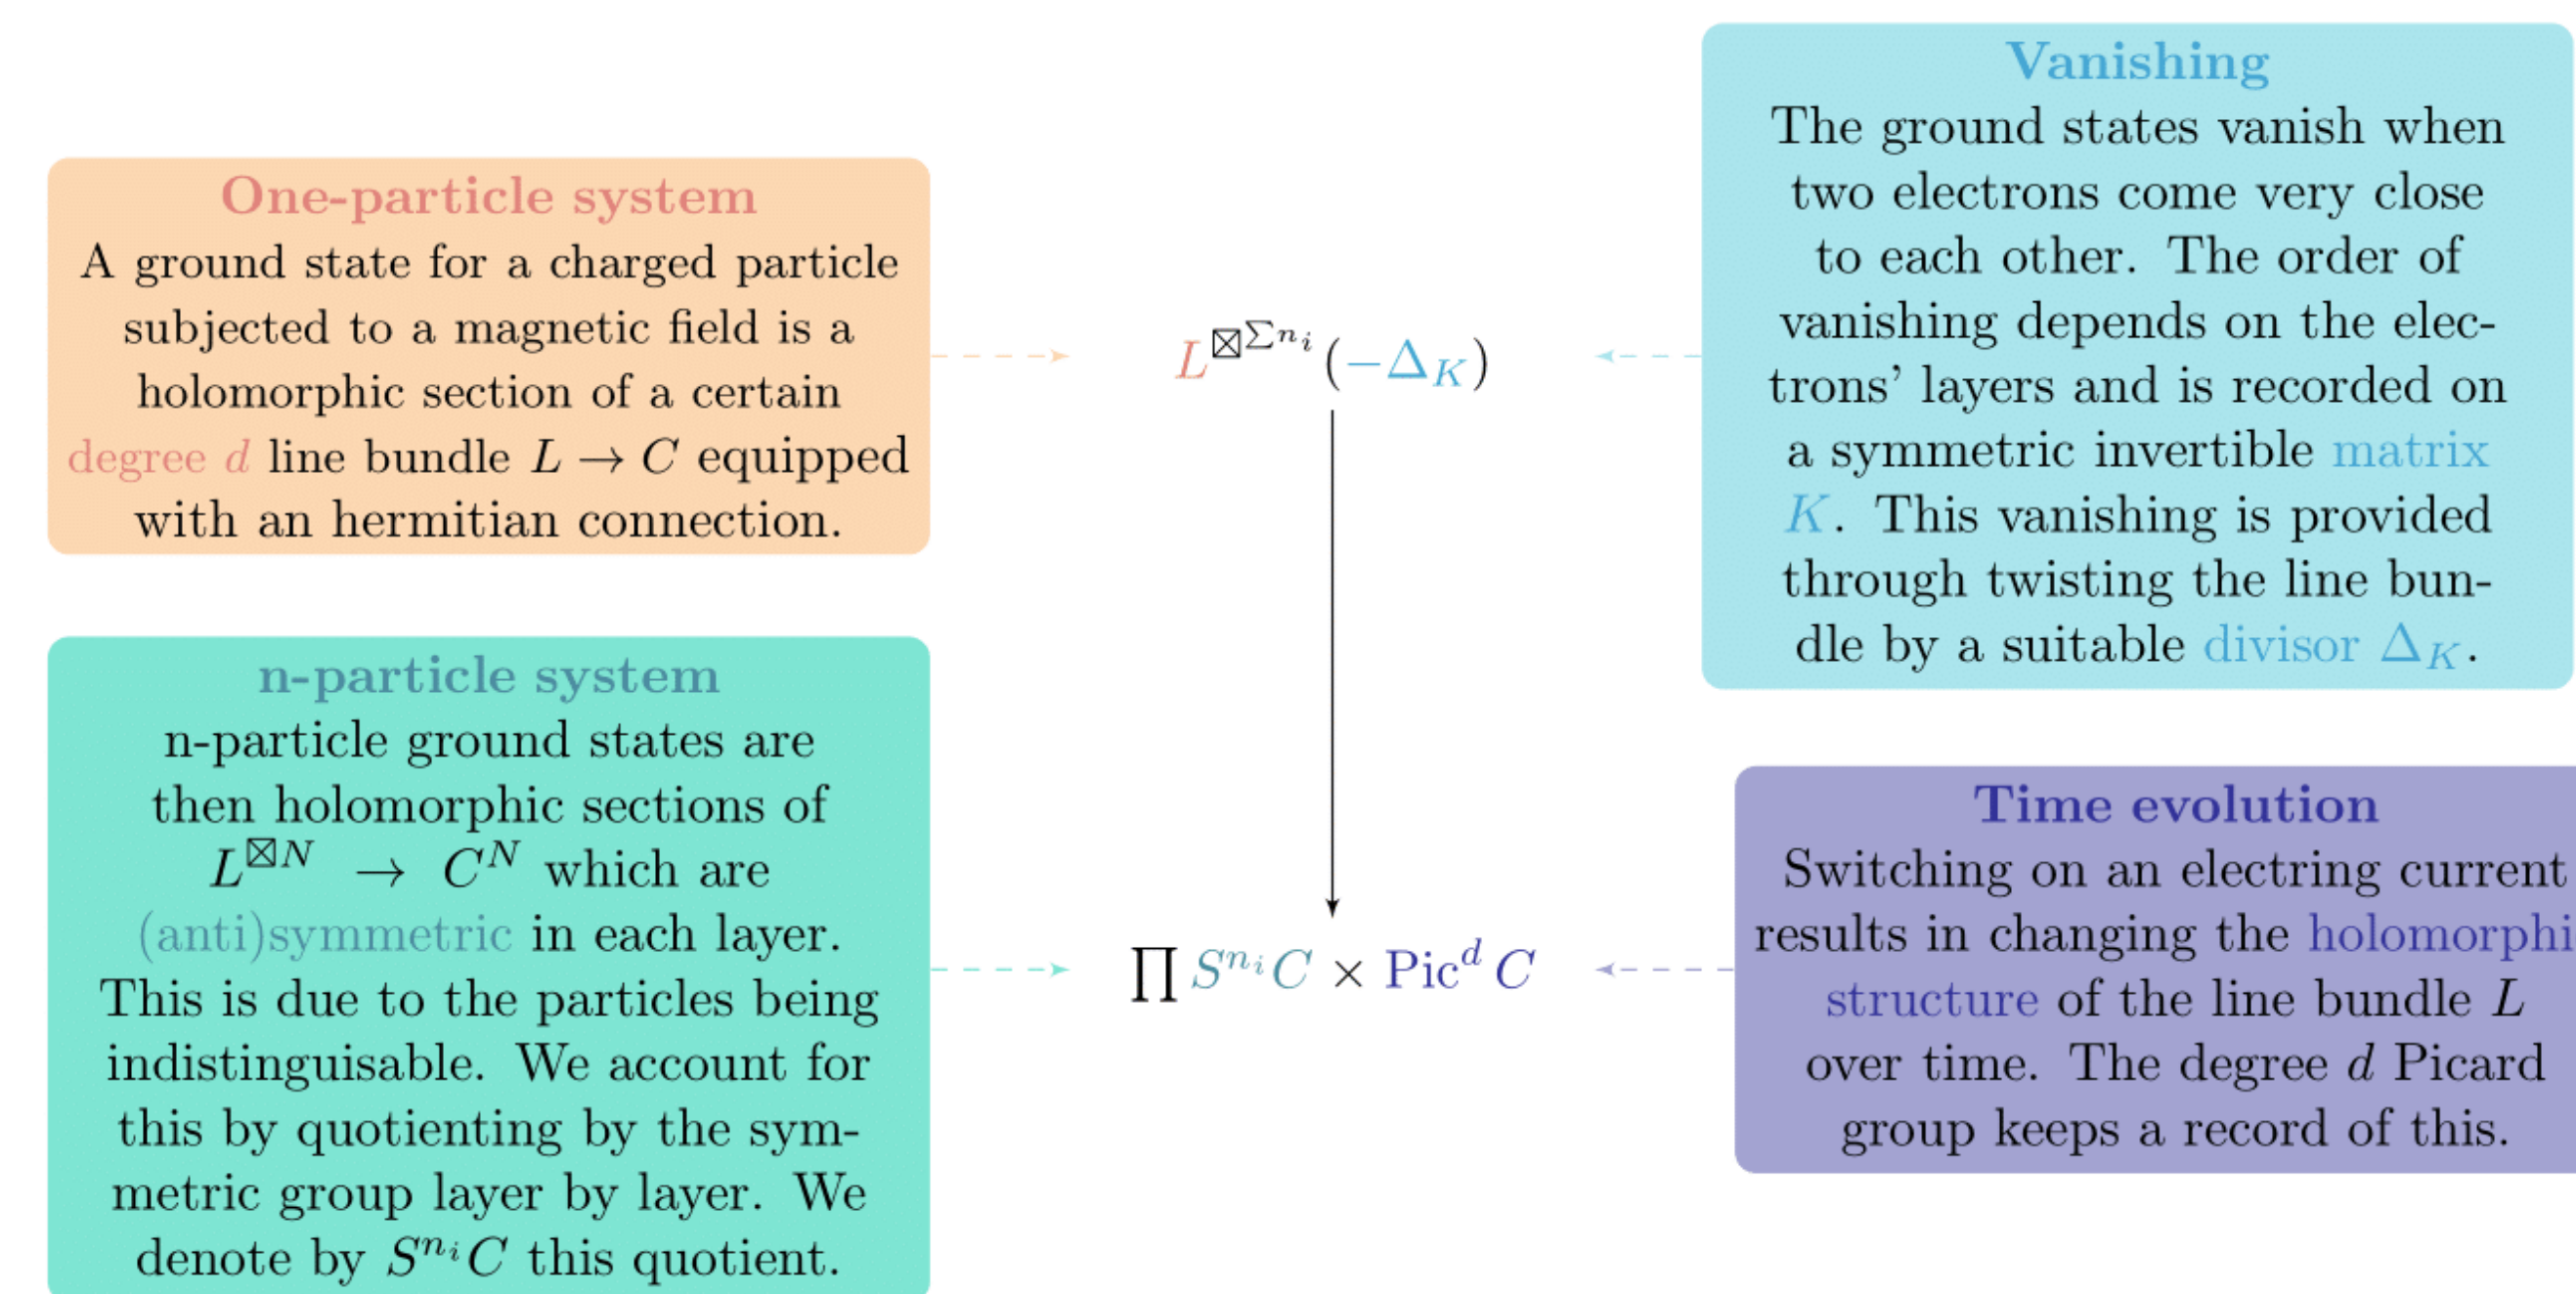 One-particle system
A ground state for a charged particle
subjected to a magnetic field is a
holomorphic section of a certain
degree d line bundle L → C equipped
with an hermitian connection.
n-particle system
n-particle ground states are
then holomorphic sections of
L^{⊠N} → C^N which are
(anti)symmetric in each layer.
This is due to the particles being
indistinguisable. We account for
this by quotienting by the sym-
metric group layer by layer. We
denote by S^{n_i}C this quotient.
L^{⊠∑n_i}(−Δ_K)
∏ S^{n_i}C × Pic^d C
Vanishing
The ground states vanish when
two electrons come very close
to each other. The order of
vanishing depends on the elec-
trons’ layers and is recorded on
a symmetric invertible matrix
K. This vanishing is provided
through twisting the line bun-
dle by a suitable divisor Δ_K.
Time evolution
Switching on an electring current
results in changing the holomorphi
structure of the line bundle L
over time. The degree d Picard
group keeps a record of this.